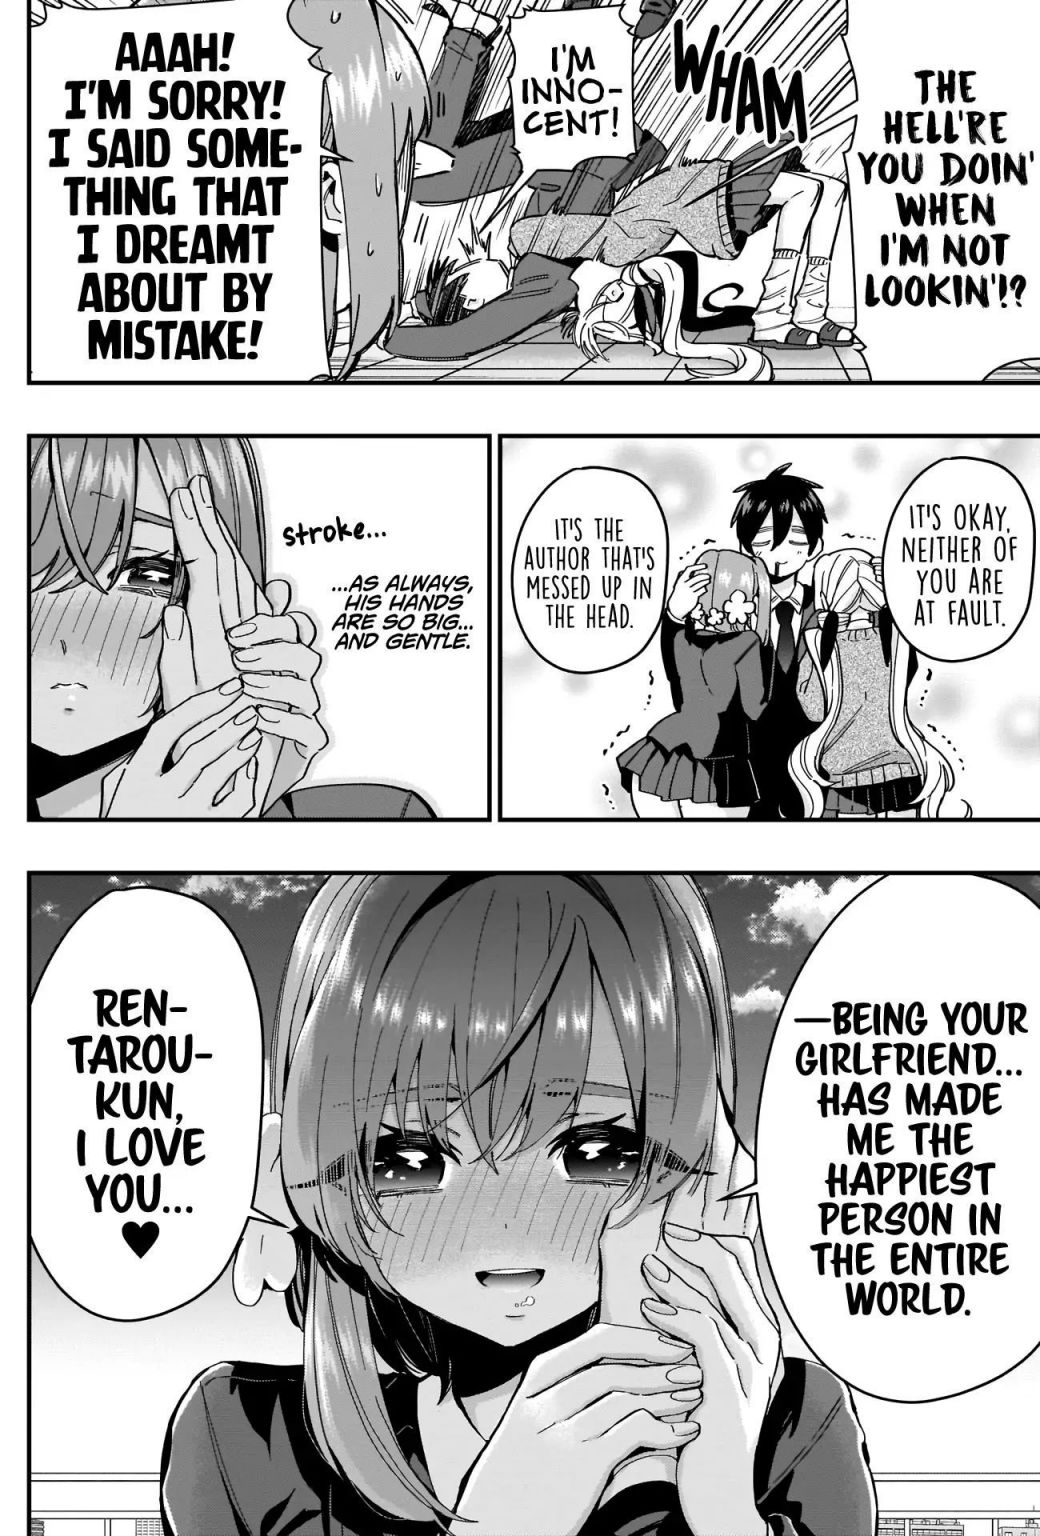 THE
HELL'RE
YOU DOIN'
WHEN
I'M NOT
LOOKIN'!?
WHAM
I'M
INNO-
CENT!
AAAH!
I'M SORRY!
I SAID SOME-
THING THAT
I DREAMT
ABOUT BY
MISTAKE!
IT'S OKAY.
NEITHER OF
YOU ARE
AT FAULT.
IT'S THE
AUTHOR THAT'S
MESSED UP IN
THE HEAD.
stroke...
...AS ALWAYS,
HIS HANDS
ARE SO BIG...
AND GENTLE.
—BEING YOUR
GIRLFRIEND...
HAS MADE
ME THE
HAPPIEST
PERSON IN
THE ENTIRE
WORLD.
REN-
TAROU-
KUN,
I LOVE
YOU...
♥